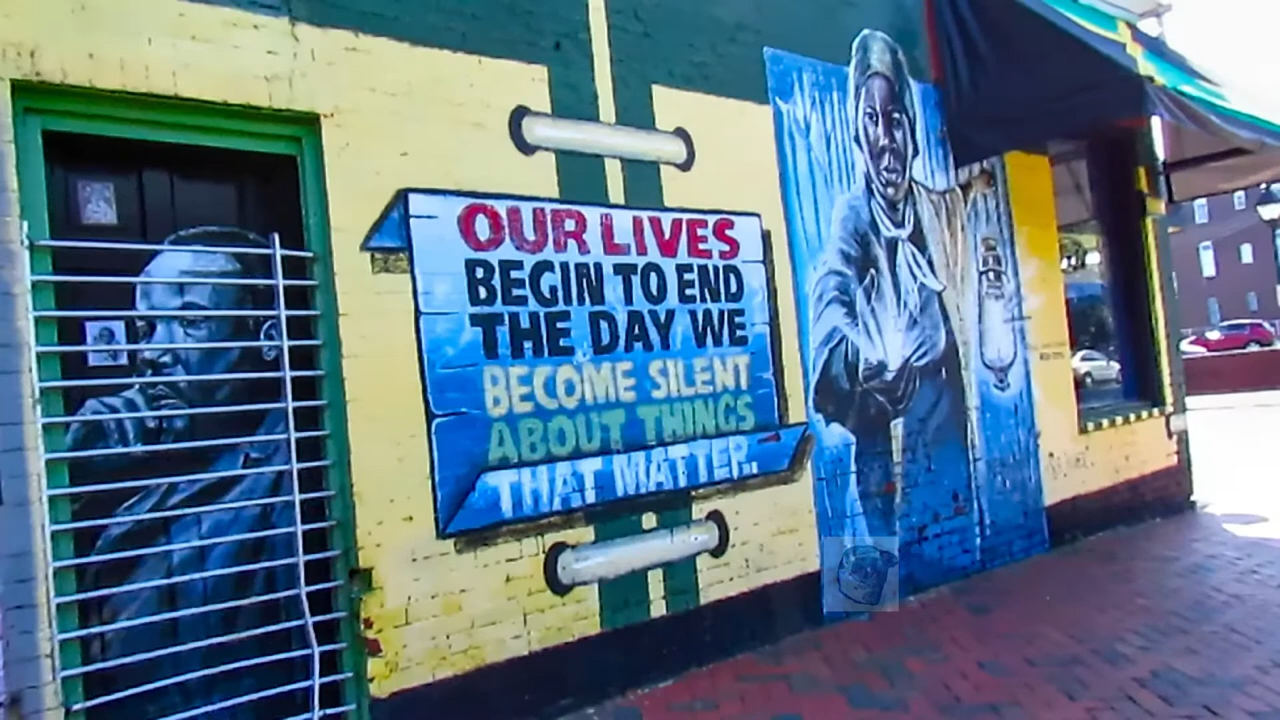 OUR LIVES
BEGIN TO END
THE DAY WE
BECOME SILENT
ABOUT THINGS
THAT MATTER.